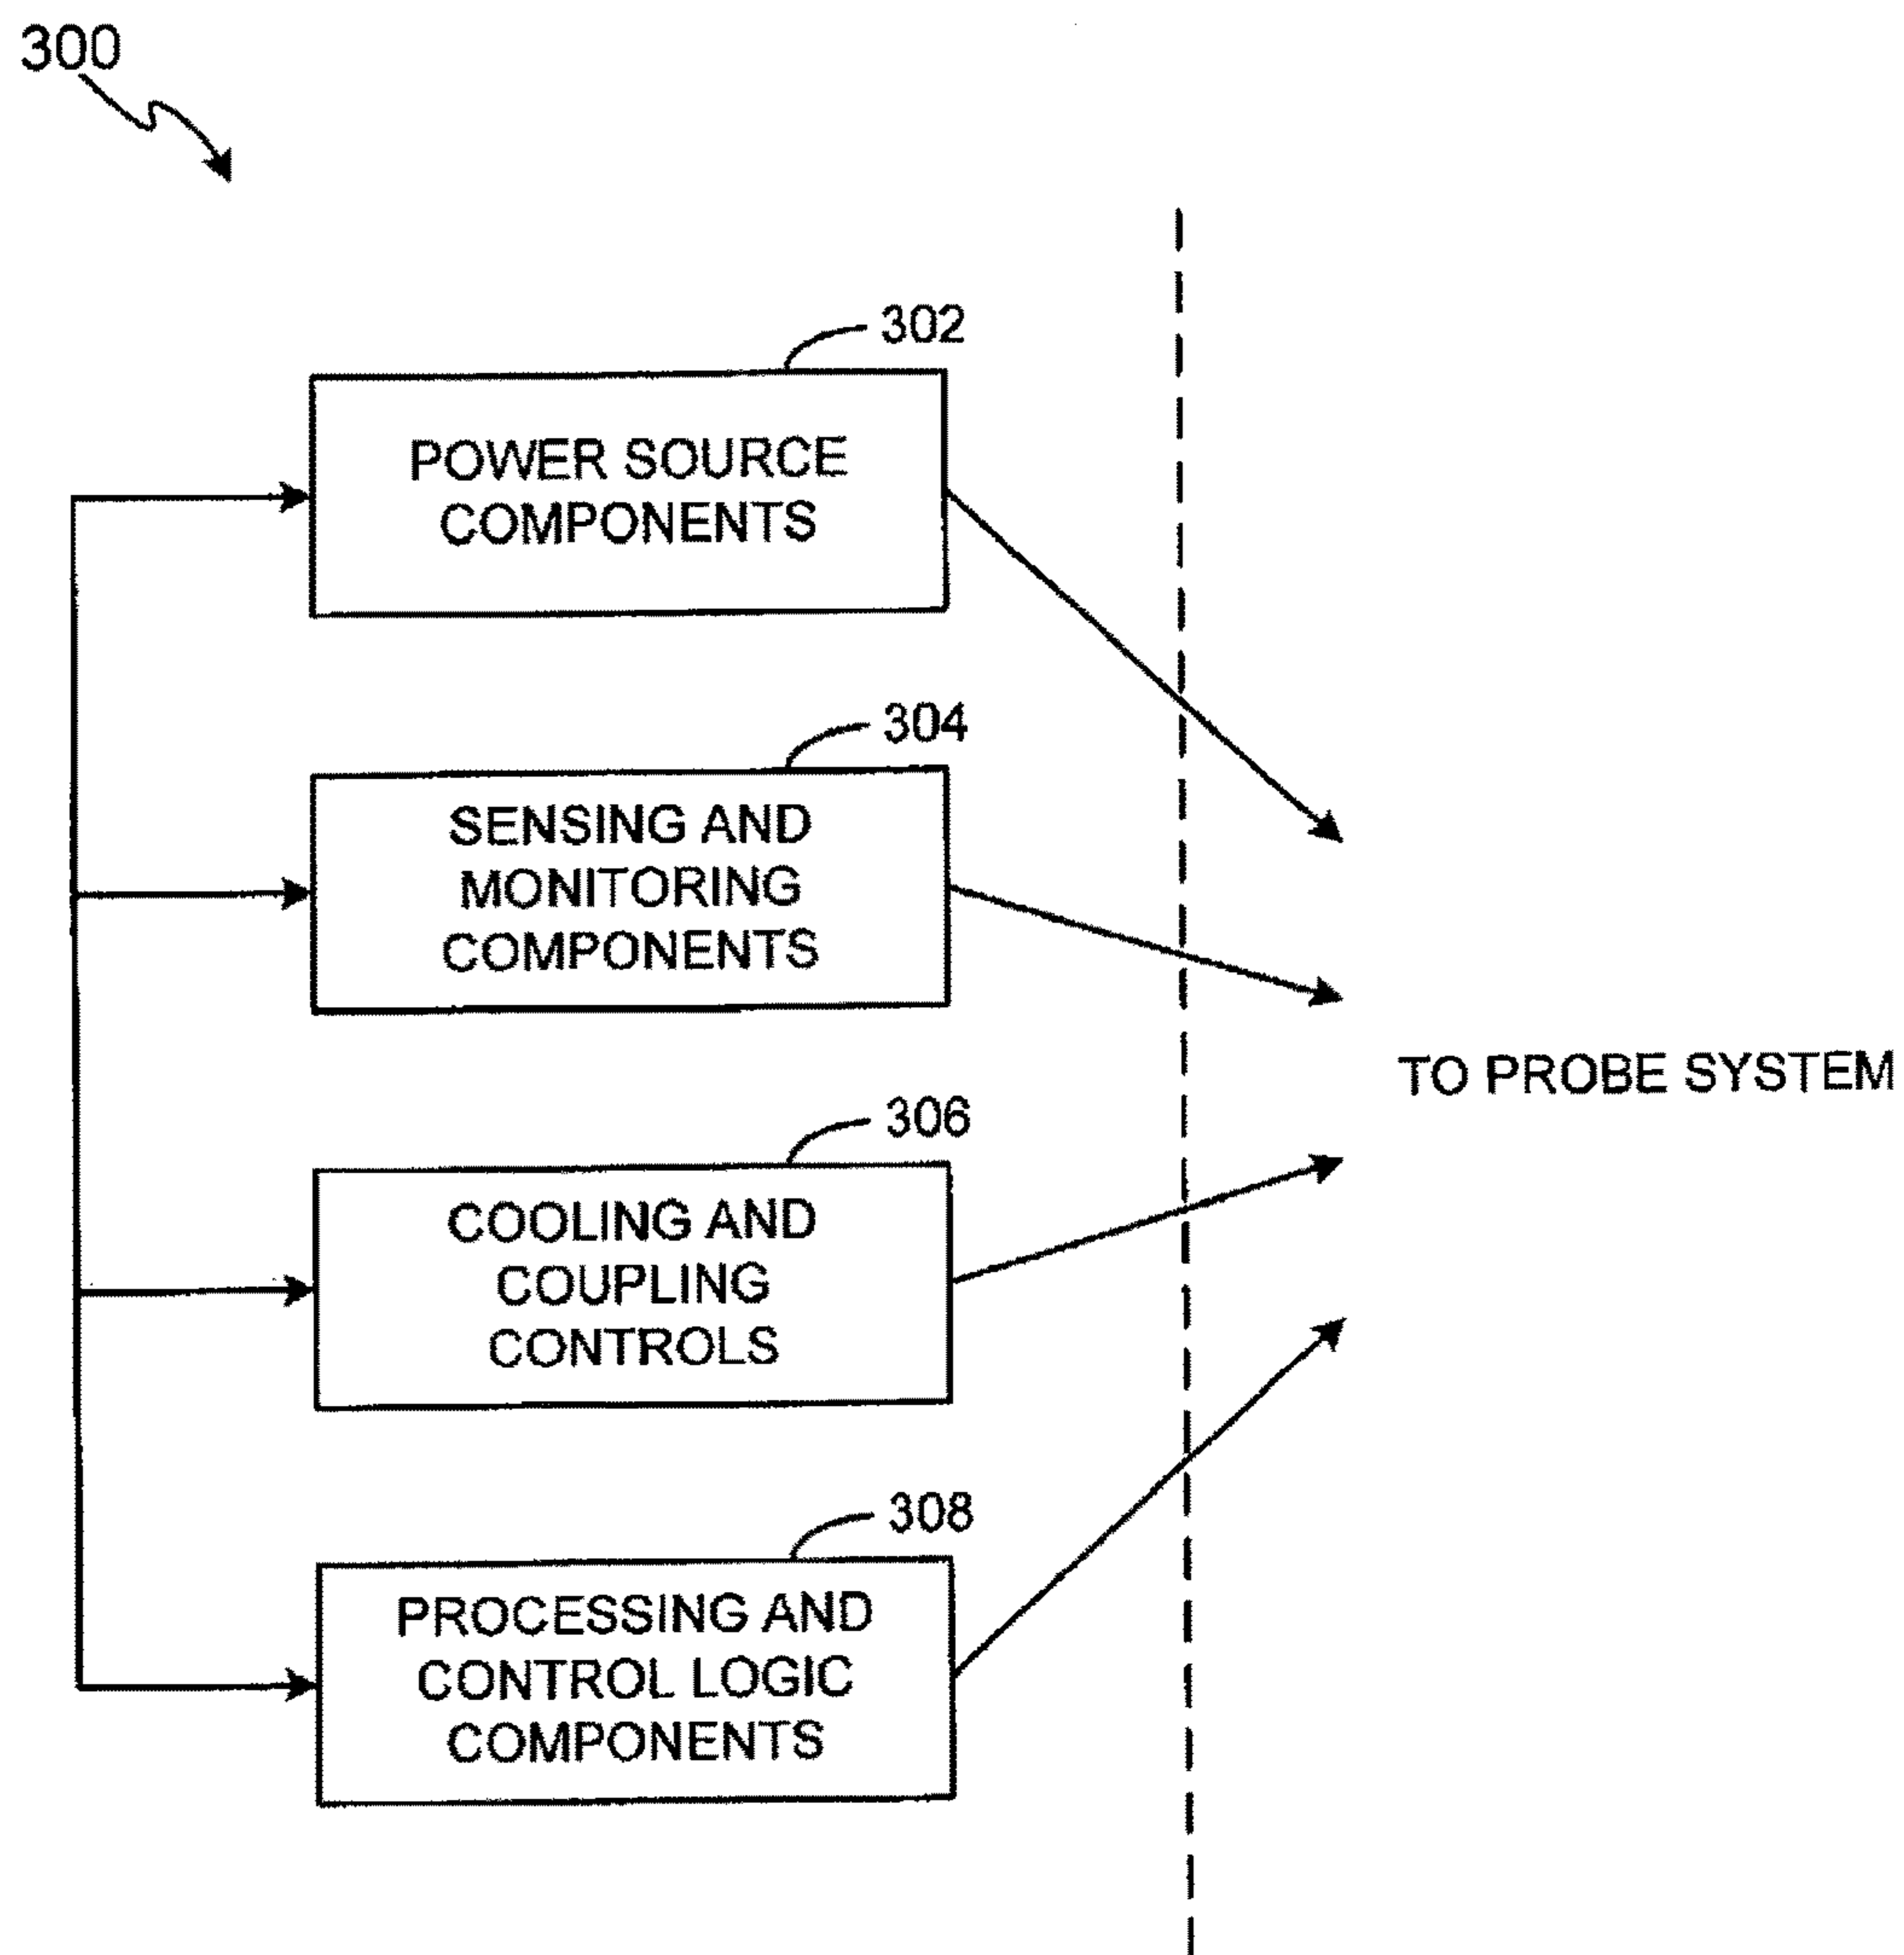 300
302
POWER SOURCE
COMPONENTS
304
SENSING AND
MONITORING
COMPONENTS
TO PROBE SYSTEM
306
COOLING AND
COUPLING
CONTROLS
308
PROCESSING AND
CONTROL LOGIC
COMPONENTS